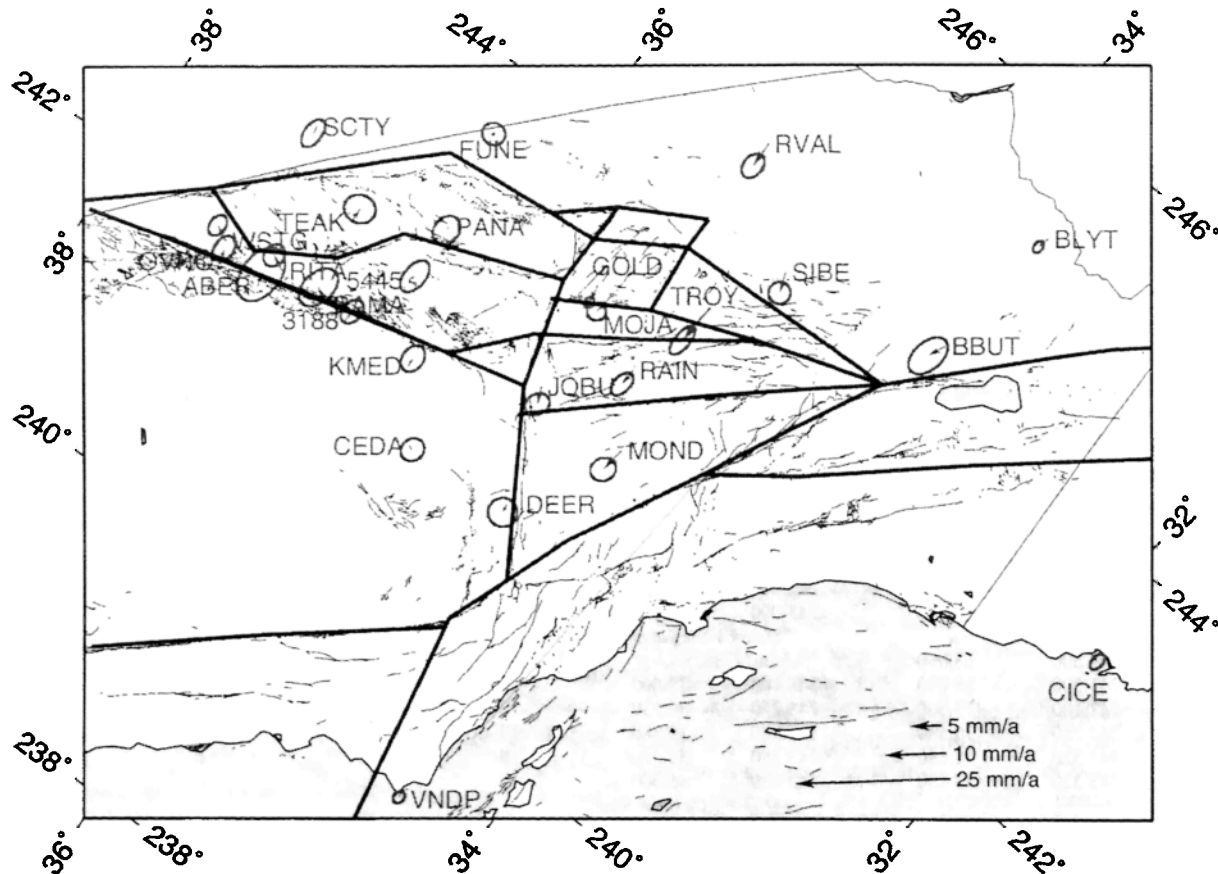 38° 244° 36° 246° 34°
242°
SCTY
FUNE
RVAL
246°
TEAK
PANA
38°
BLYT
GOLD
RITA
5445
SIBE
ABER
TROY
3188
MOJA
KMED
BBUT
RAIN
JOBU
240°
CEDA
MOND
DEER
32°
244°
CICE
5 mm/a
238°
10 mm/a
25 mm/a
VNDP
36° 238° 34° 240° 32° 242°